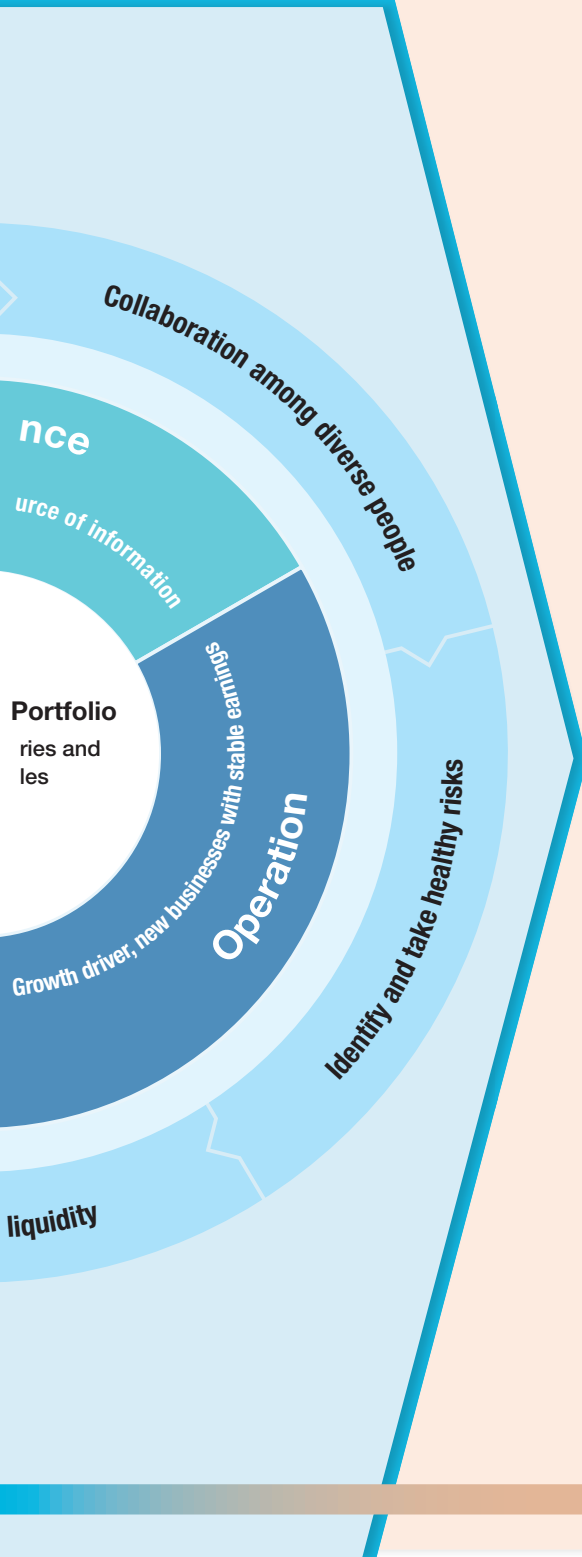 Collaboration among diverse people
nce
urce of information
Portfolio
ries and
les
Growth driver, new businesses with stable earnings
Operation
Identify and take healthy risks
liquidity